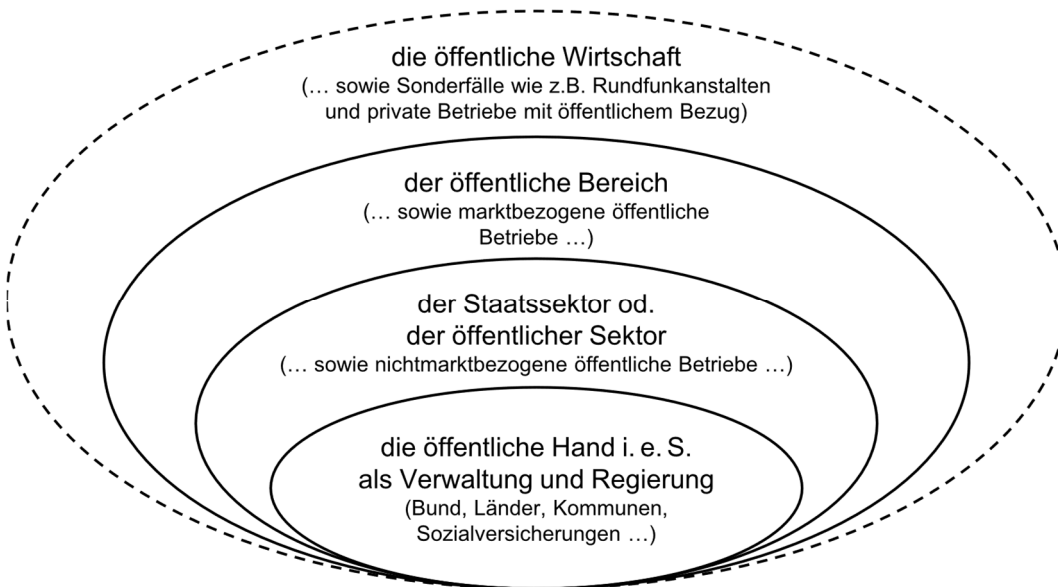 die öffentliche Wirtschaft
(… sowie Sonderfälle wie z.B. Rundfunkanstalten
und private Betriebe mit öffentlichem Bezug)
der öffentliche Bereich
(… sowie marktbezogene öffentliche
Betriebe …)
der Staatssektor od.
der öffentlicher Sektor
(… sowie nichtmarktbezogene öffentliche Betriebe …)
die öffentliche Hand i. e. S.
als Verwaltung und Regierung
(Bund, Länder, Kommunen,
Sozialversicherungen …)